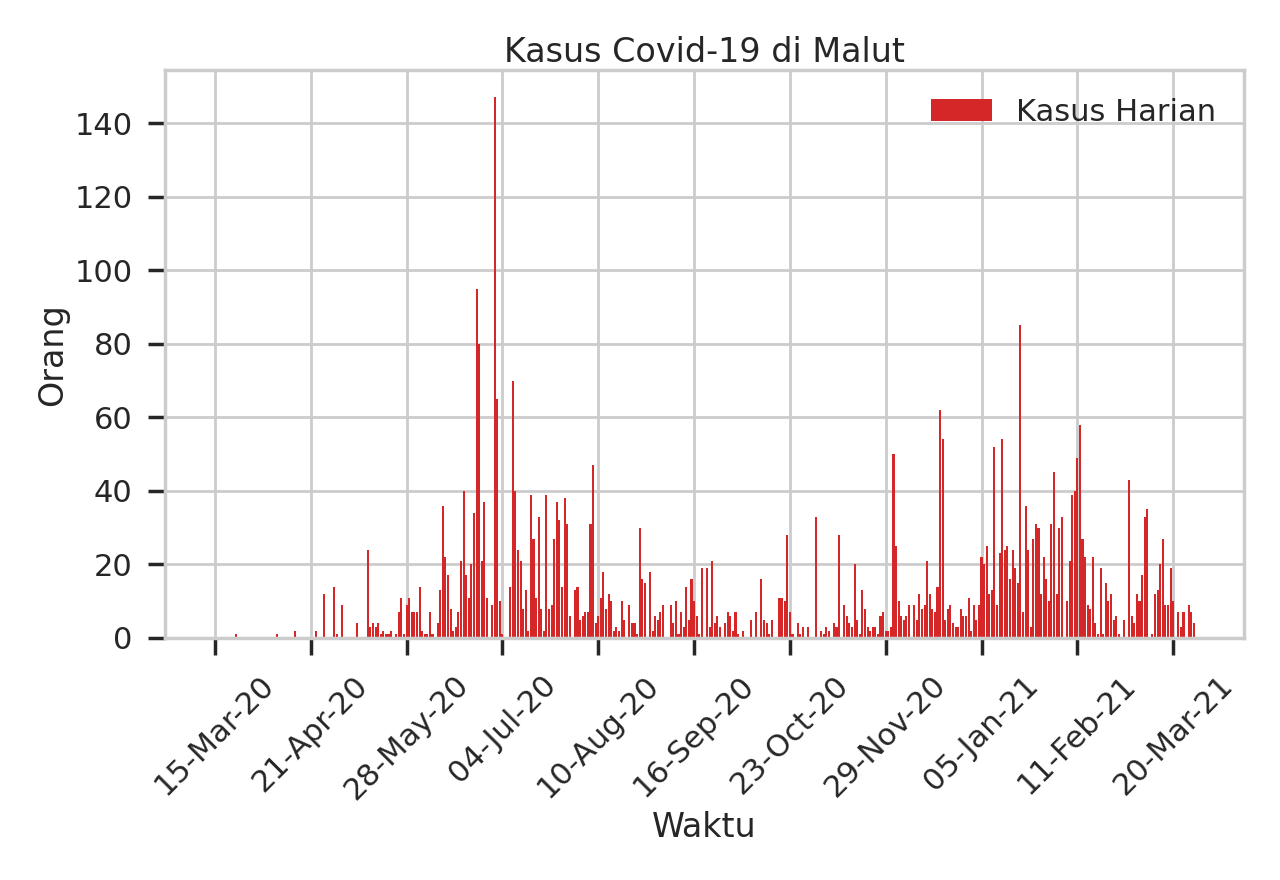 Kasus Covid-19 di Malut
Kasus Harian
140
120
100
80
60
40
20
0
Orang
15-Mar-20
21-Apr-20
28-May-20
04-Jul-20
10-Aug-20
16-Sep-20
23-Oct-20
29-Nov-20
05-Jan-21
11-Feb-21
20-Mar-21
Waktu